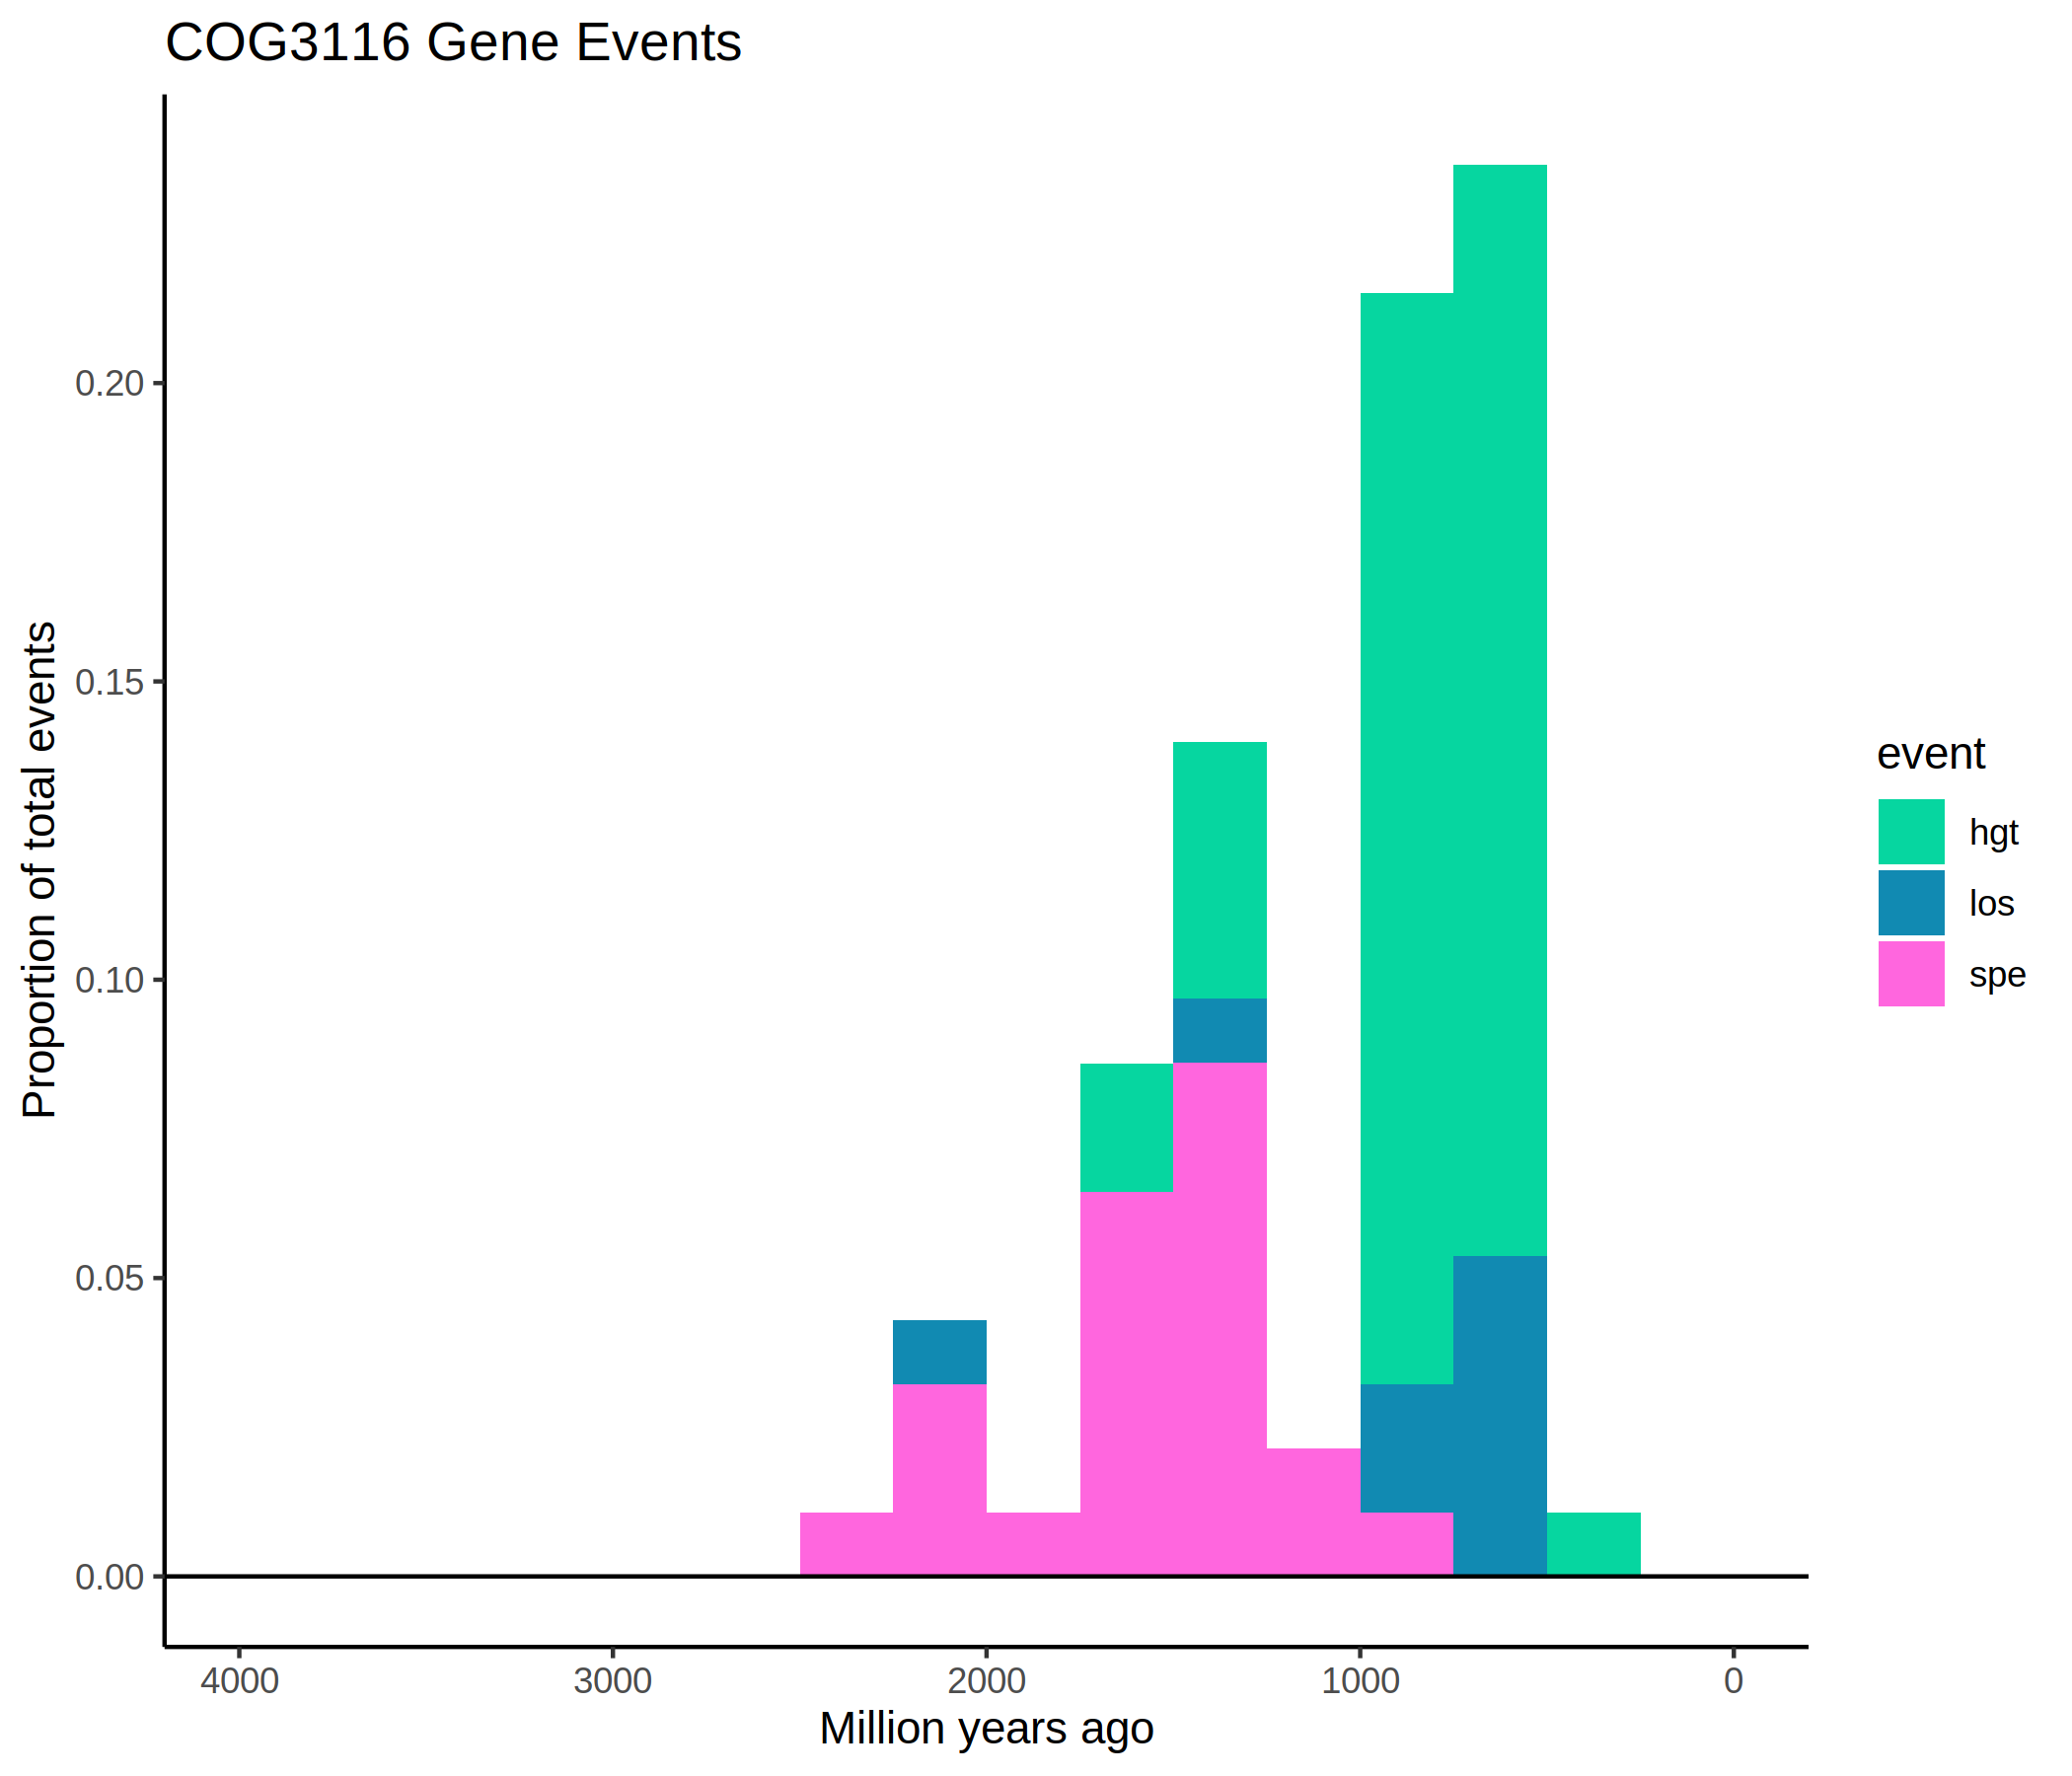 COG3116 Gene Events
Proportion of total events
0.20
0.15
0.10
0.05
0.00
4000 3000 2000 1000 0
Million years ago
event
hgt
los
spe